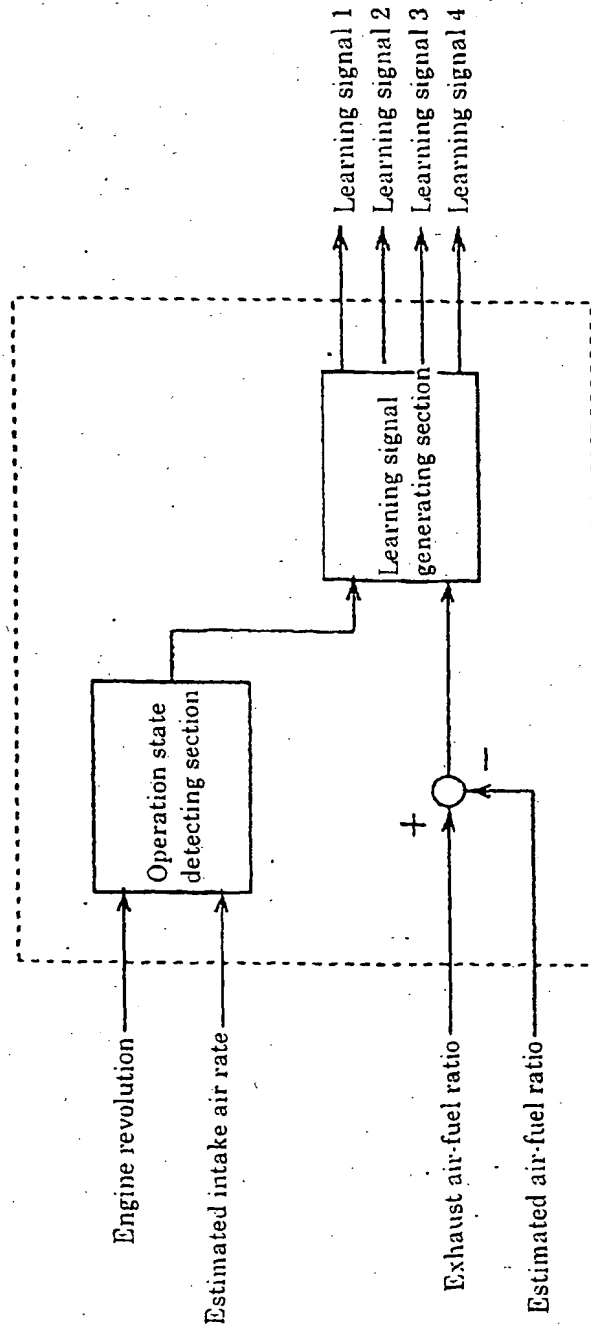 Engine revolution
Estimated intake air rate
Operation state
detecting section
Exhaust air-fuel ratio
Estimated air-fuel ratio
+
−
Learning signal
generating section
Learning signal 1
Learning signal 2
Learning signal 3
Learning signal 4